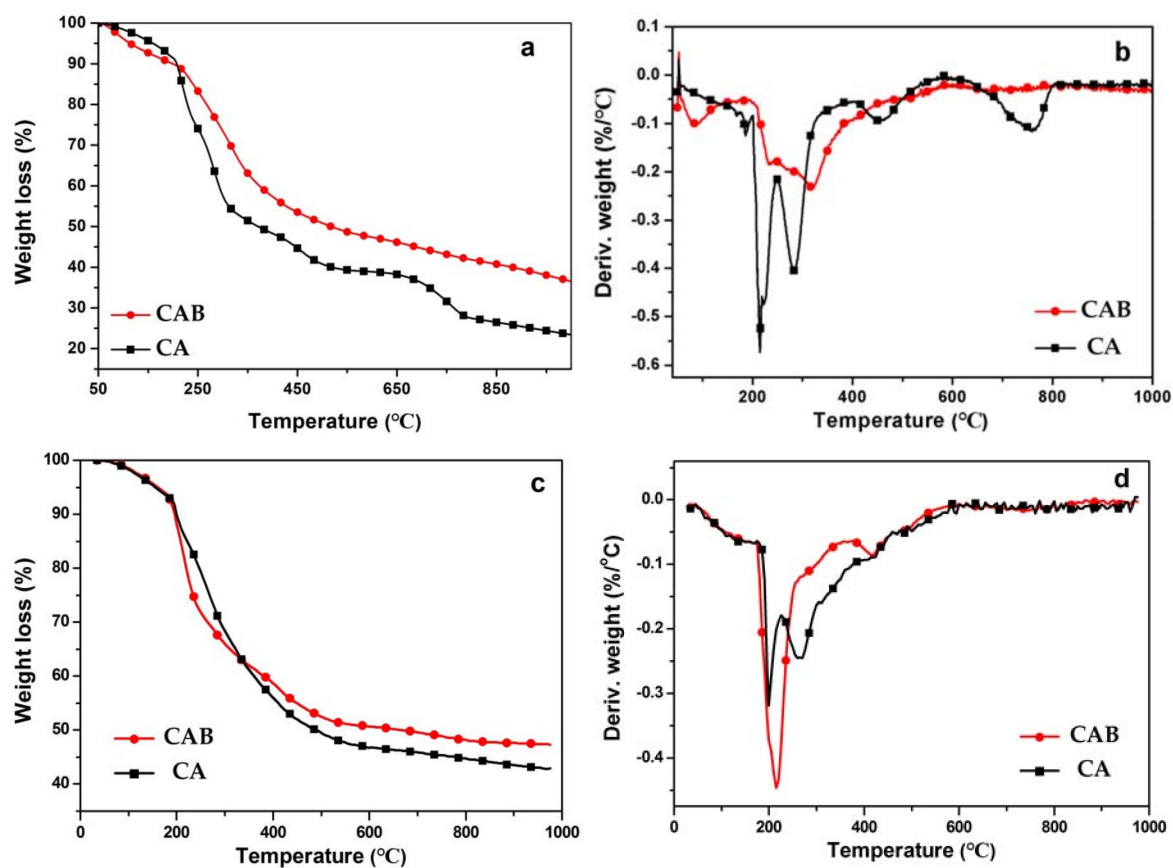 a
Weight loss (%)
100
90
80
70
60
50
40
30
20
CAB
CA
50
250
450
650
850
Temperature (°C)
b
Deriv. weight (%/°C)
0.1
0.0
-0.1
-0.2
-0.3
-0.4
-0.5
-0.6
CAB
CA
200
400
600
800
1000
Temperature (°C)
c
Weight loss (%)
100
90
80
70
60
50
40
CAB
CA
0
200
400
600
800
1000
Temperature (°C)
d
Deriv. weight (%/°C)
0.0
-0.1
-0.2
-0.3
-0.4
CAB
CA
0
200
400
600
800
1000
Temperature (°C)